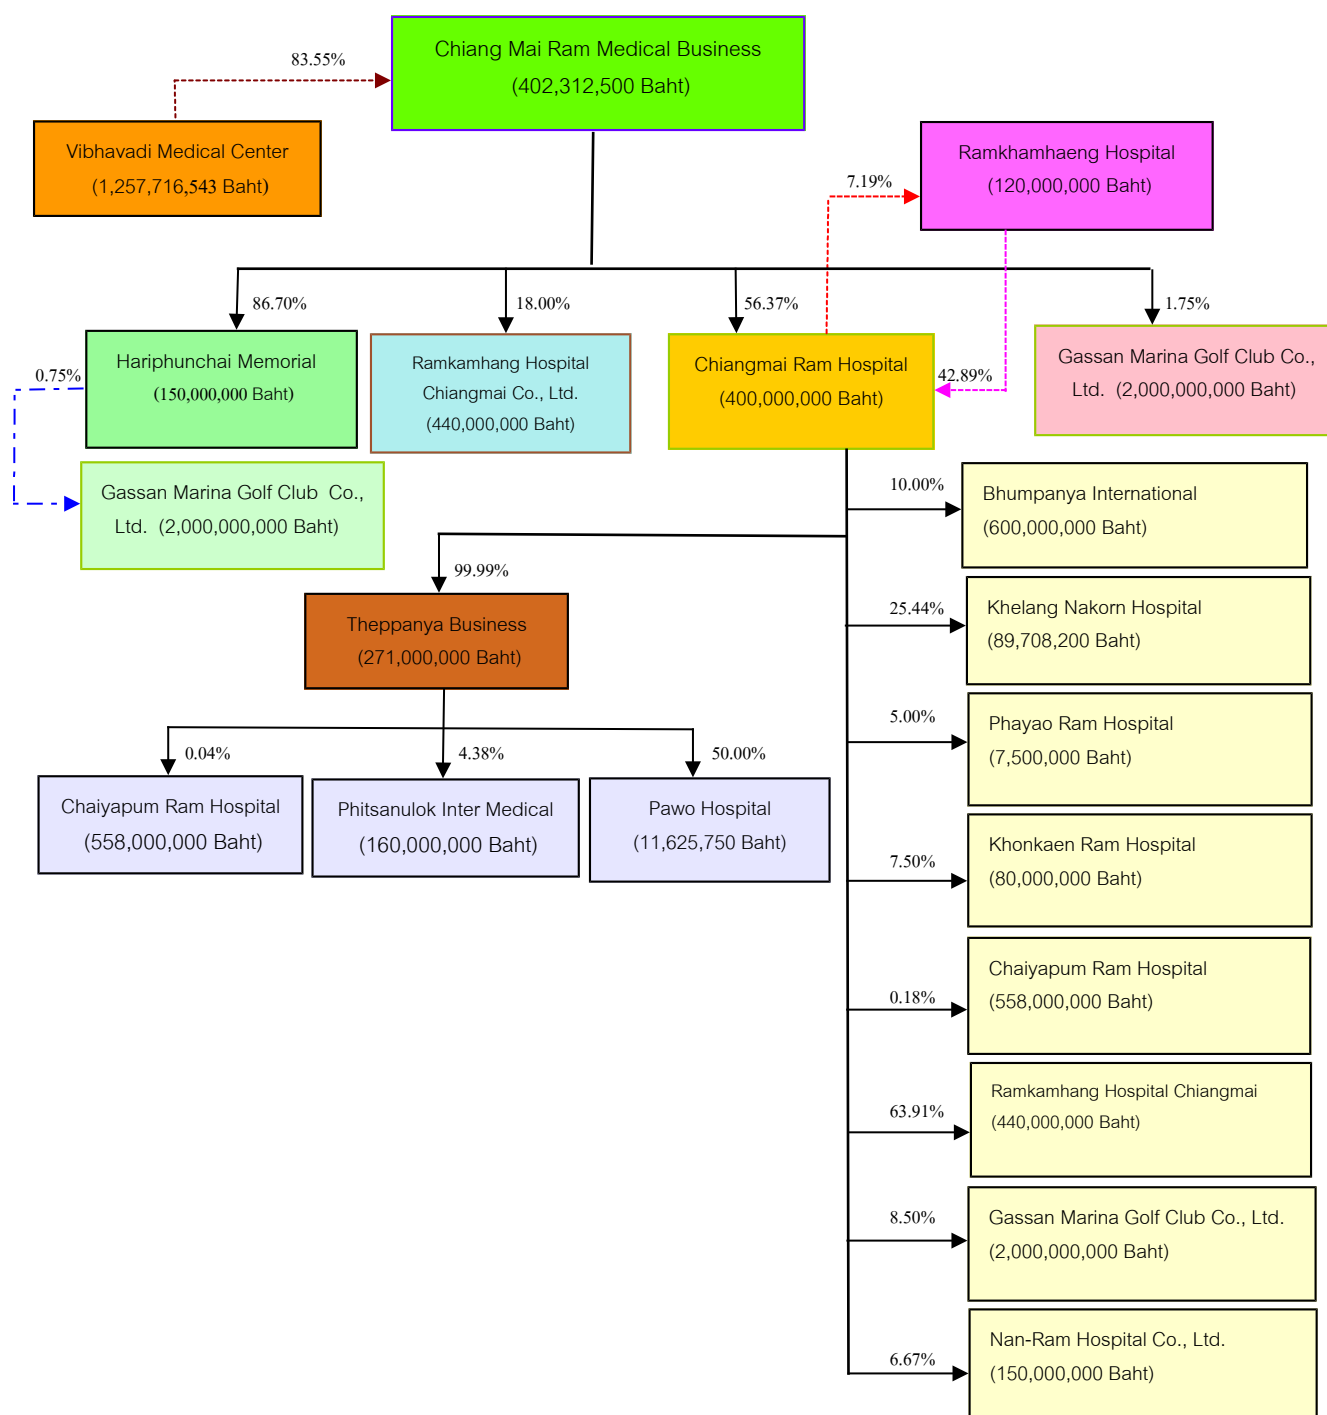 Chiang Mai Ram Medical Business
(402,312,500 Baht)
83.55%
Vibhavadi Medical Center
(1,257,716,543 Baht)
Ramkhamhaeng Hospital
(120,000,000 Baht)
7.19%
86.70%
18.00%
56.37%
1.75%
Hariphunchai Memorial
(150,000,000 Baht)
Ramkamhang Hospital
Chiangmai Co., Ltd.
(440,000,000 Baht)
Chiangmai Ram Hospital
(400,000,000 Baht)
Gassan Marina Golf Club Co.,
Ltd. (2,000,000,000 Baht)
0.75%
42.89%
Gassan Marina Golf Club Co.,
Ltd. (2,000,000,000 Baht)
10.00%
Bhumpanya International
(600,000,000 Baht)
99.99%
Theppanya Business
(271,000,000 Baht)
25.44%
Khelang Nakorn Hospital
(89,708,200 Baht)
5.00%
Phayao Ram Hospital
(7,500,000 Baht)
0.04%
4.38%
50.00%
Chaiyapum Ram Hospital
(558,000,000 Baht)
Phitsanulok Inter Medical
(160,000,000 Baht)
Pawo Hospital
(11,625,750 Baht)
7.50%
Khonkaen Ram Hospital
(80,000,000 Baht)
0.18%
Chaiyapum Ram Hospital
(558,000,000 Baht)
63.91%
Ramkamhang Hospital Chiangmai
(440,000,000 Baht)
8.50%
Gassan Marina Golf Club Co., Ltd.
(2,000,000,000 Baht)
6.67%
Nan-Ram Hospital Co., Ltd.
(150,000,000 Baht)